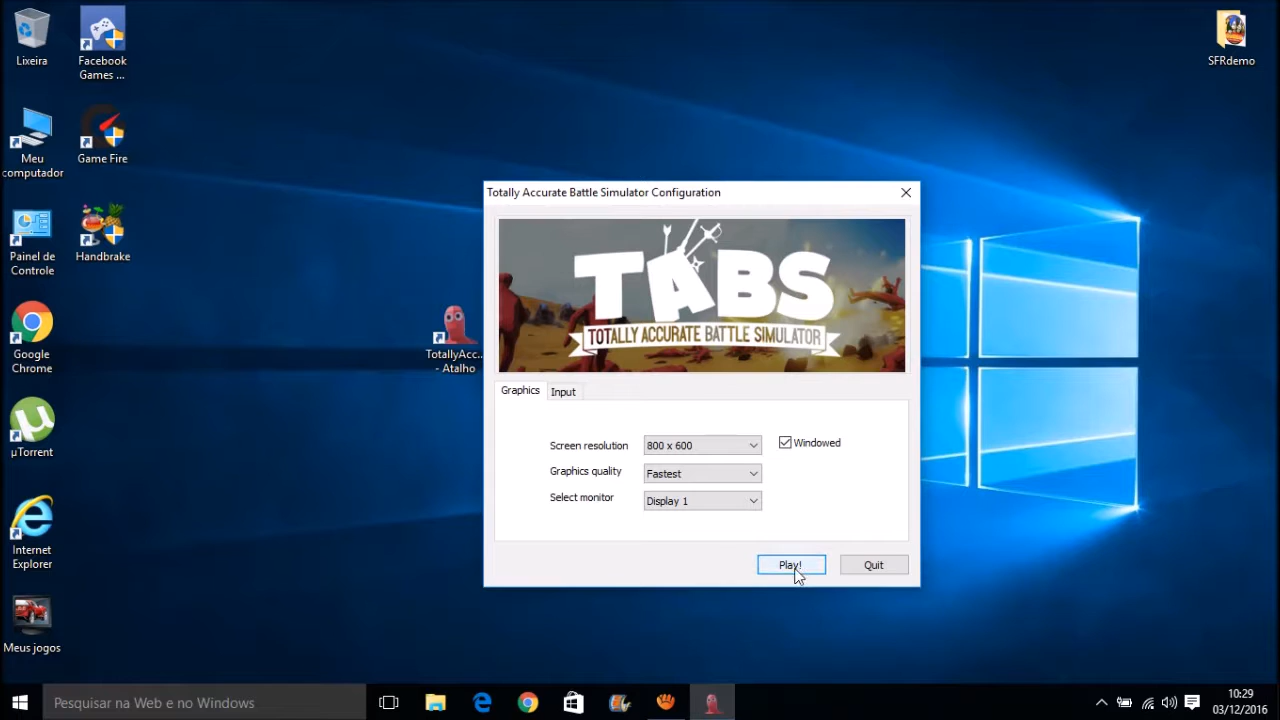 Lixeira
Facebook
Games ...
SFRdemo
Meu
computador
Game Fire
Painel de
Controle
Handbrake
Google
Chrome
TotallyAcc...
- Atalho
µTorrent
Internet
Explorer
Meus jogos
Totally Accurate Battle Simulator Configuration
TABS
TOTALLY ACCURATE BATTLE SIMULATOR
Graphics
Input
Screen resolution
800 x 600
Windowed
Graphics quality
Fastest
Select monitor
Display 1
Play!
Quit
Pesquisar na Web e no Windows
10:29
03/12/2016